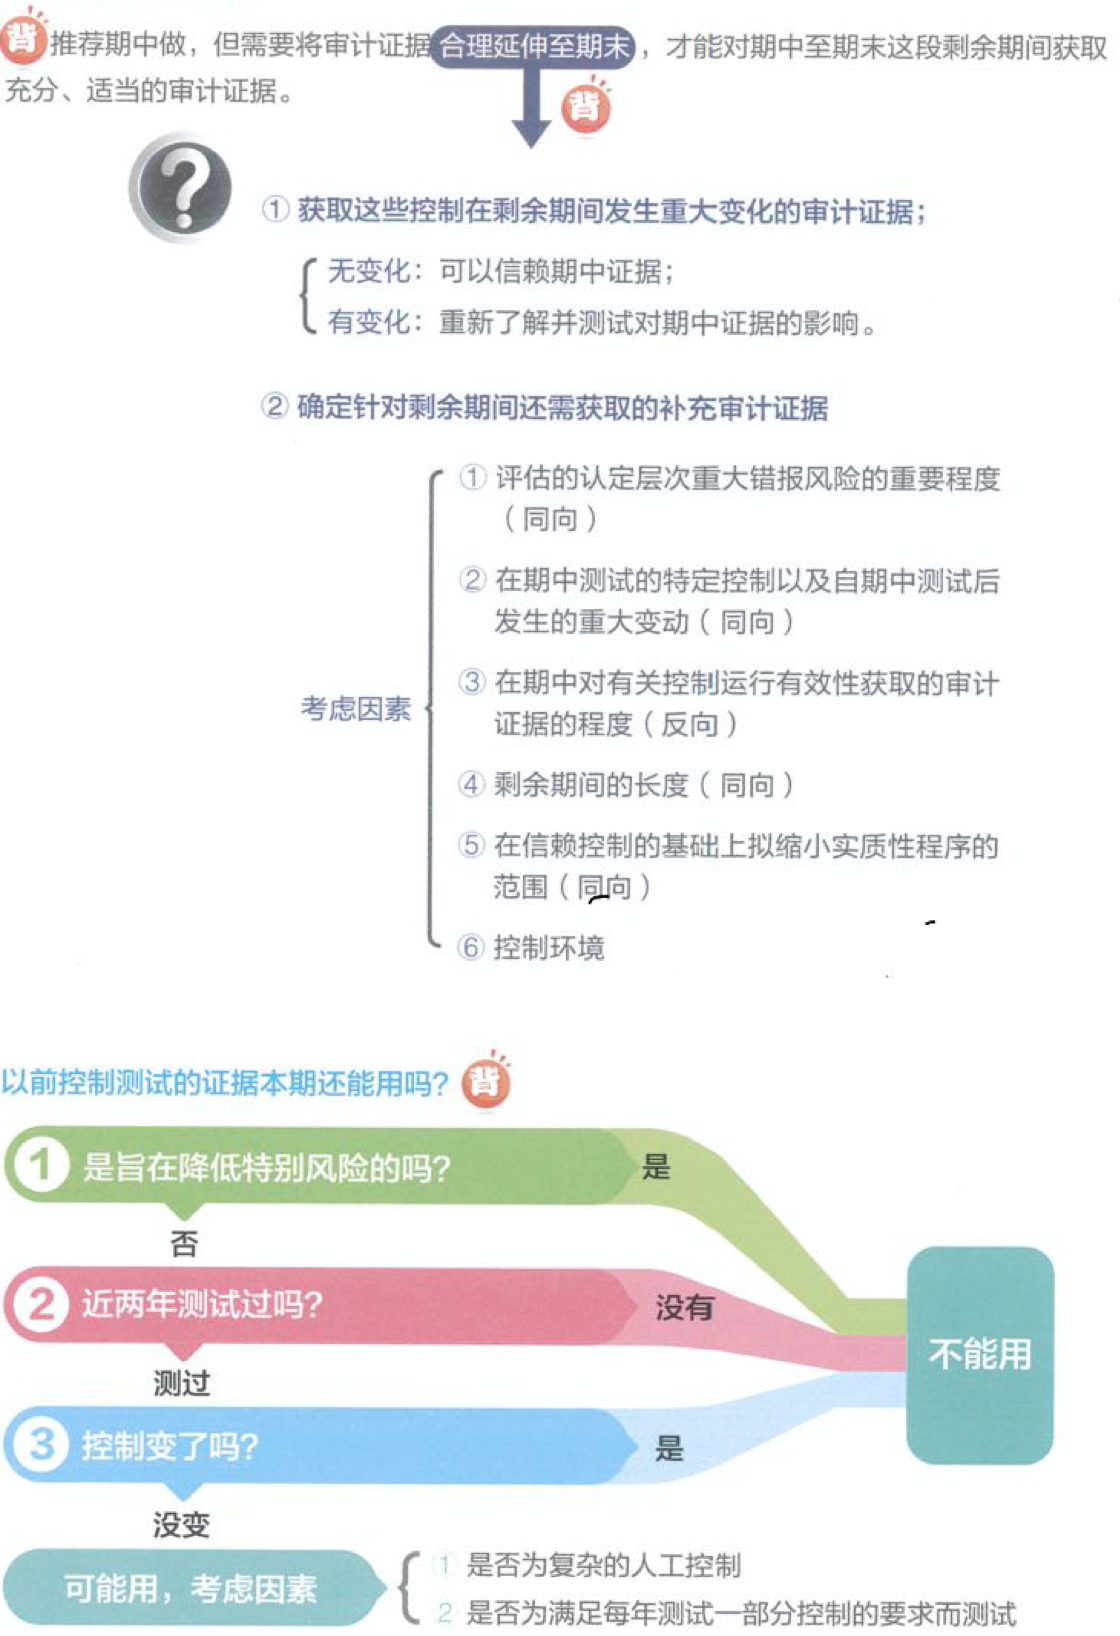 背 推荐期中做，但需要将审计证据合理延伸至期末，才能对期中至期末这段剩余期间获取
充分、适当的审计证据。
背
?
① 获取这些控制在剩余期间发生重大变化的审计证据；
无变化：可以信赖期中证据；
有变化：重新了解并测试对期中证据的影响。
② 确定针对剩余期间还需获取的补充审计证据
考虑因素
① 评估的认定层次重大错报风险的重要程度
（同向）
② 在期中测试的特定控制以及自期中测试后
发生的重大变动（同向）
③ 在期中对有关控制运行有效性获取的审计
证据的程度（反向）
④ 剩余期间的长度（同向）
⑤ 在信赖控制的基础上拟缩小实质性程序的
范围（同向）
⑥ 控制环境
以前控制测试的证据本期还能用吗？ 背
1 是旨在降低特别风险的吗？ 是
否
2 近两年测试过吗？ 没有
不能用
测过
3 控制变了吗？ 是
没变
可能用，考虑因素
1 是否为复杂的人工控制
2 是否为满足每年测试一部分控制的要求而测试